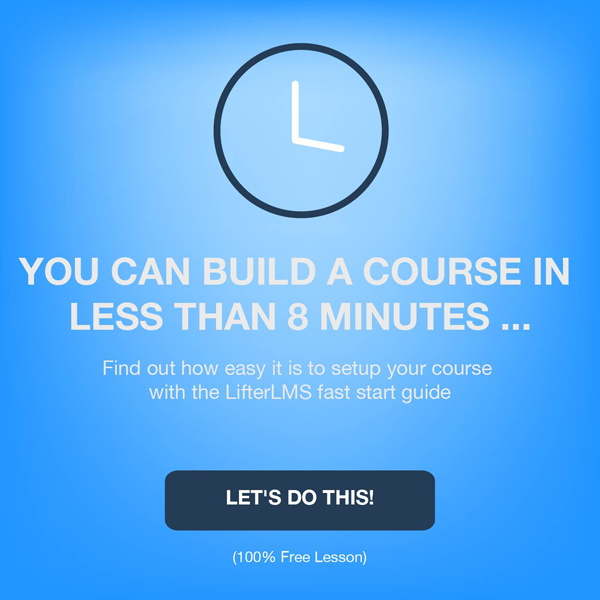 YOU CAN BUILD A COURSE IN
LESS THAN 8 MINUTES ...
Find out how easy it is to setup your course
with the LifterLMS fast start guide
LET'S DO THIS!
(100% Free Lesson)